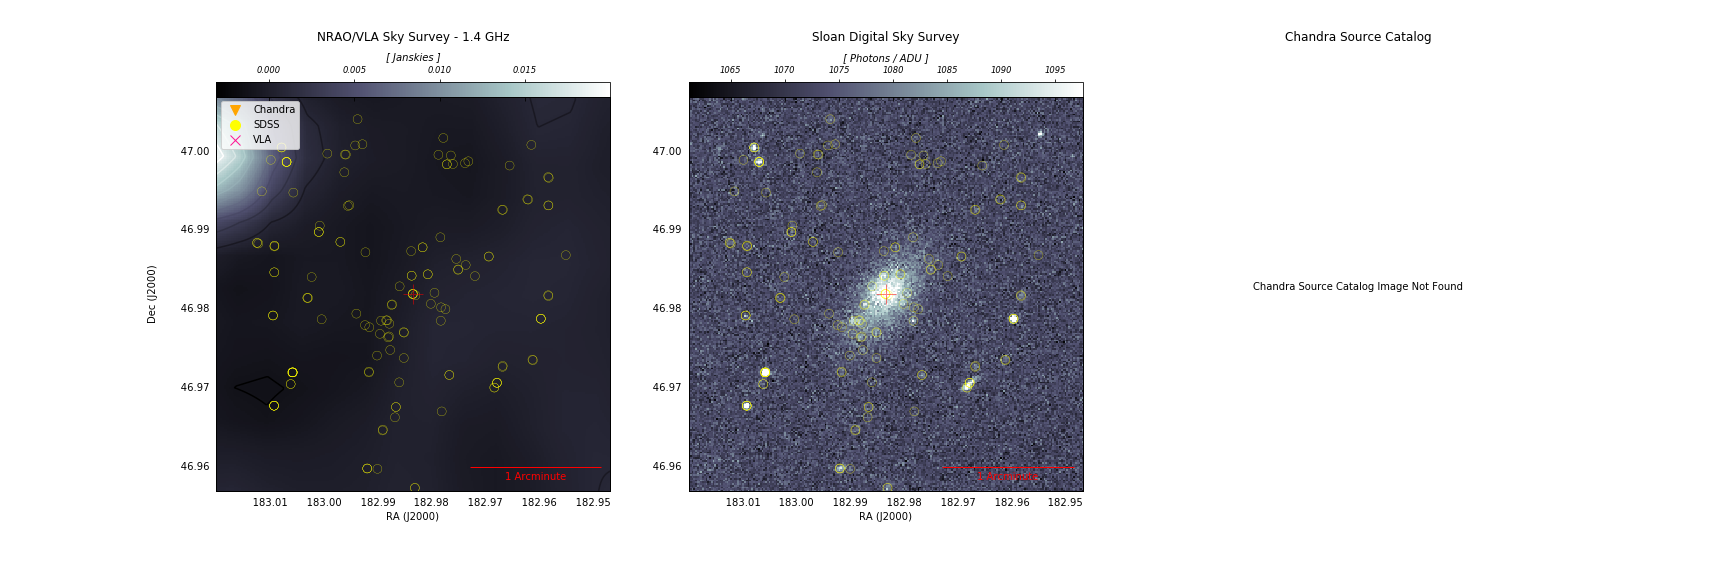 NRAO/VLA Sky Survey - 1.4 GHz
[ Janskies ]
0.000 0.005 0.010 0.015
Chandra
SDSS
VLA
47.00
46.99
46.98
46.97
46.96
Dec (J2000)
1 Arcminute
183.01 183.00 182.99 182.98 182.97 182.96 182.95
RA (J2000)
Sloan Digital Sky Survey
[ Photons / ADU ]
1065 1070 1075 1080 1085 1090 1095
47.00
46.99
46.98
46.97
46.96
1 Arcminute
183.01 183.00 182.99 182.98 182.97 182.96 182.95
RA (J2000)
Chandra Source Catalog
Chandra Source Catalog Image Not Found